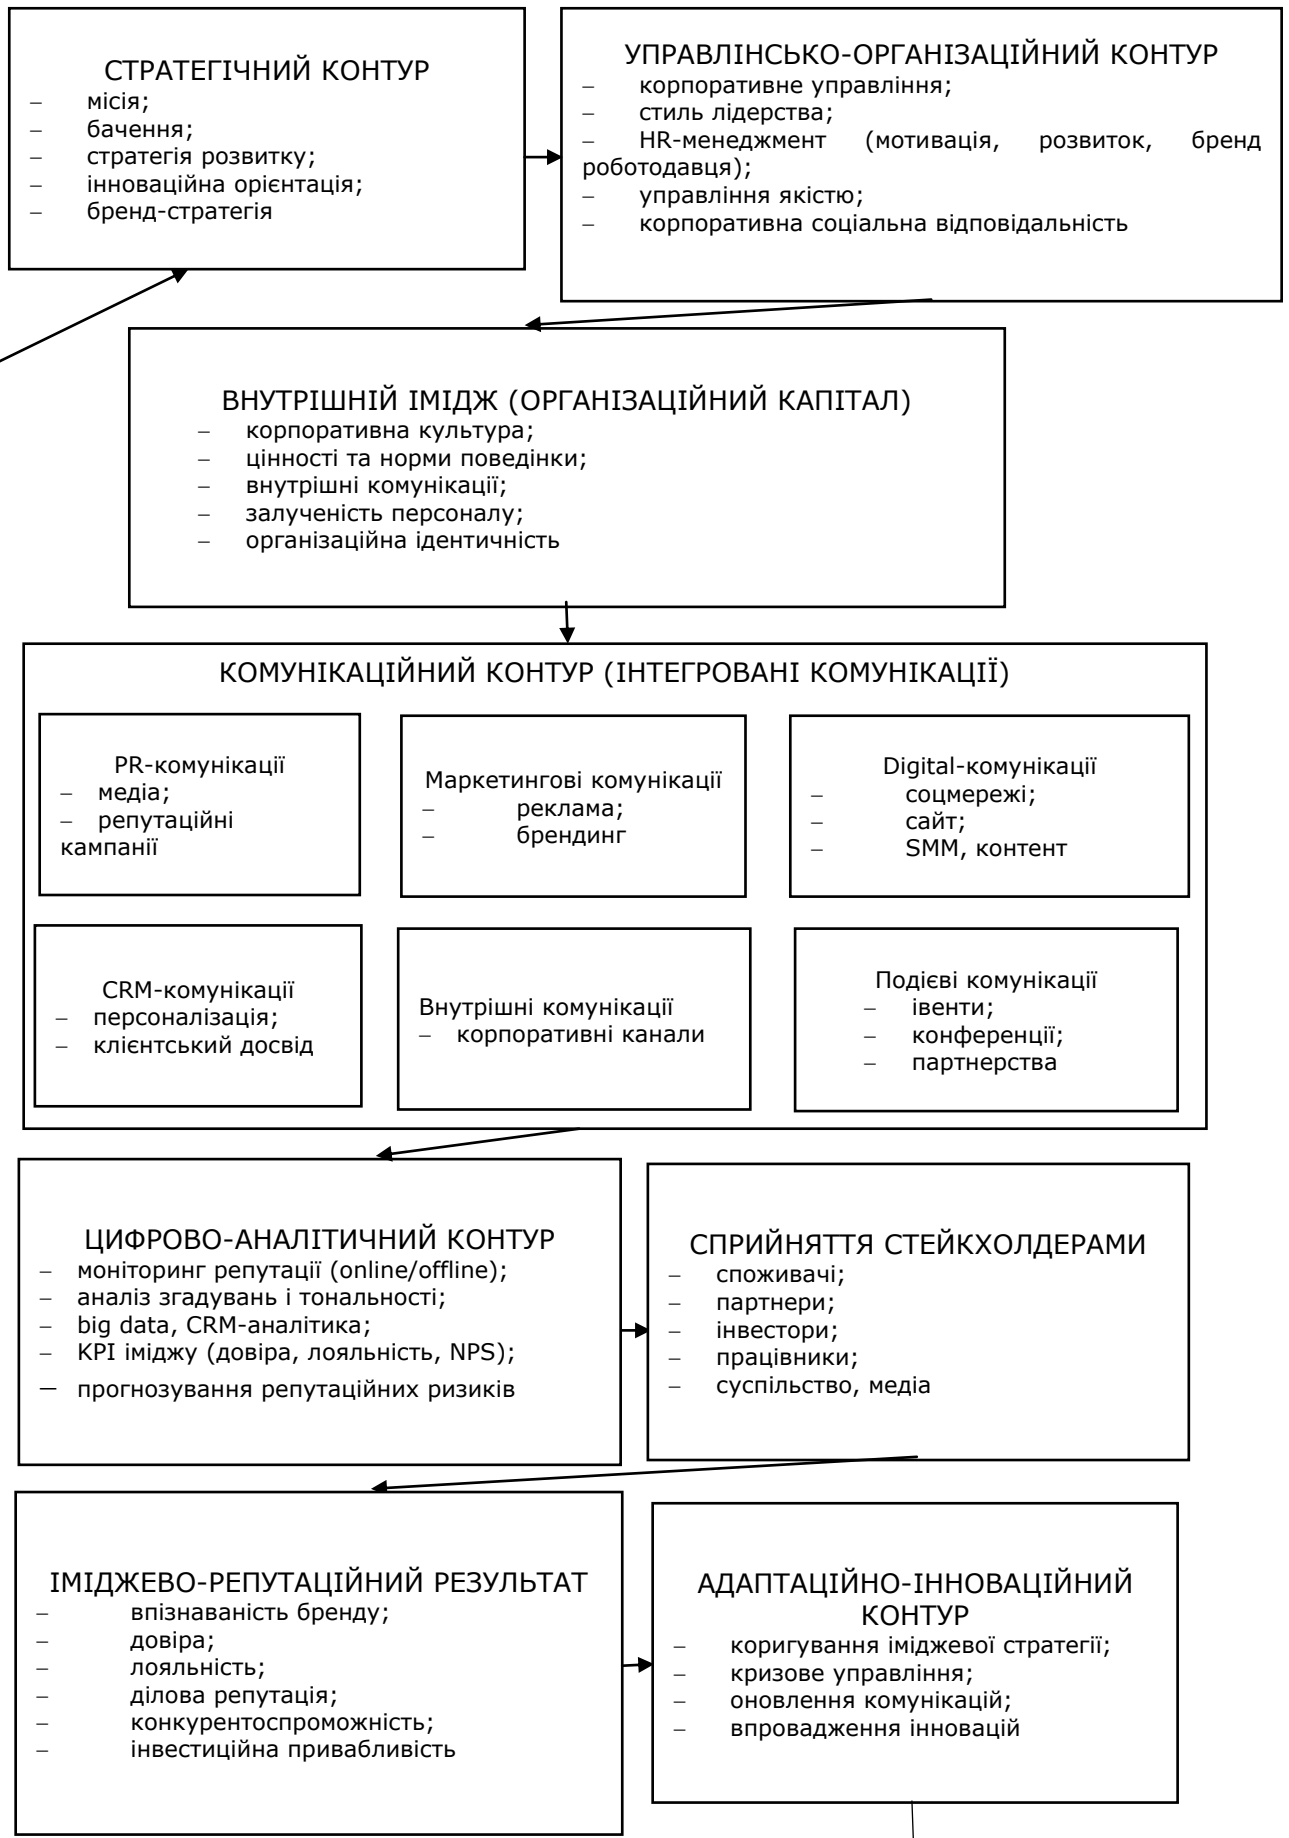 СТРАТЕГІЧНИЙ КОНТУР
– місія;
– бачення;
– стратегія розвитку;
– інноваційна орієнтація;
– бренд-стратегія
УПРАВЛІНСЬКО-ОРГАНІЗАЦІЙНИЙ КОНТУР
– корпоративне управління;
– стиль лідерства;
– HR-менеджмент (мотивація, розвиток, бренд
роботодавця);
– управління якістю;
– корпоративна соціальна відповідальність
ВНУТРІШНІЙ ІМІДЖ (ОРГАНІЗАЦІЙНИЙ КАПІТАЛ)
– корпоративна культура;
– цінності та норми поведінки;
– внутрішні комунікації;
– залученість персоналу;
– організаційна ідентичність
КОМУНІКАЦІЙНИЙ КОНТУР (ІНТЕГРОВАНІ КОМУНІКАЦІЇ)
PR-комунікації
– медіа;
– репутаційні
кампанії
Маркетингові комунікації
– реклама;
– брендинг
Digital-комунікації
– соцмережі;
– сайт;
– SMM, контент
CRM-комунікації
– персоналізація;
– клієнтський досвід
Внутрішні комунікації
– корпоративні канали
Подієві комунікації
– івенти;
– конференції;
– партнерства
ЦИФРОВО-АНАЛІТИЧНИЙ КОНТУР
– моніторинг репутації (online/offline);
– аналіз згадувань і тональності;
– big data, CRM-аналітика;
– KPI іміджу (довіра, лояльність, NPS);
– прогнозування репутаційних ризиків
СПРИЙНЯТТЯ СТЕЙКХОЛДЕРАМИ
– споживачі;
– партнери;
– інвестори;
– працівники;
– суспільство, медіа
ІМІДЖЕВО-РЕПУТАЦІЙНИЙ РЕЗУЛЬТАТ
– впізнаваність бренду;
– довіра;
– лояльність;
– ділова репутація;
– конкурентоспроможність;
– інвестиційна привабливість
АДАПТАЦІЙНО-ІННОВАЦІЙНИЙ
КОНТУР
– коригування іміджевої стратегії;
– кризове управління;
– оновлення комунікацій;
– впровадження інновацій